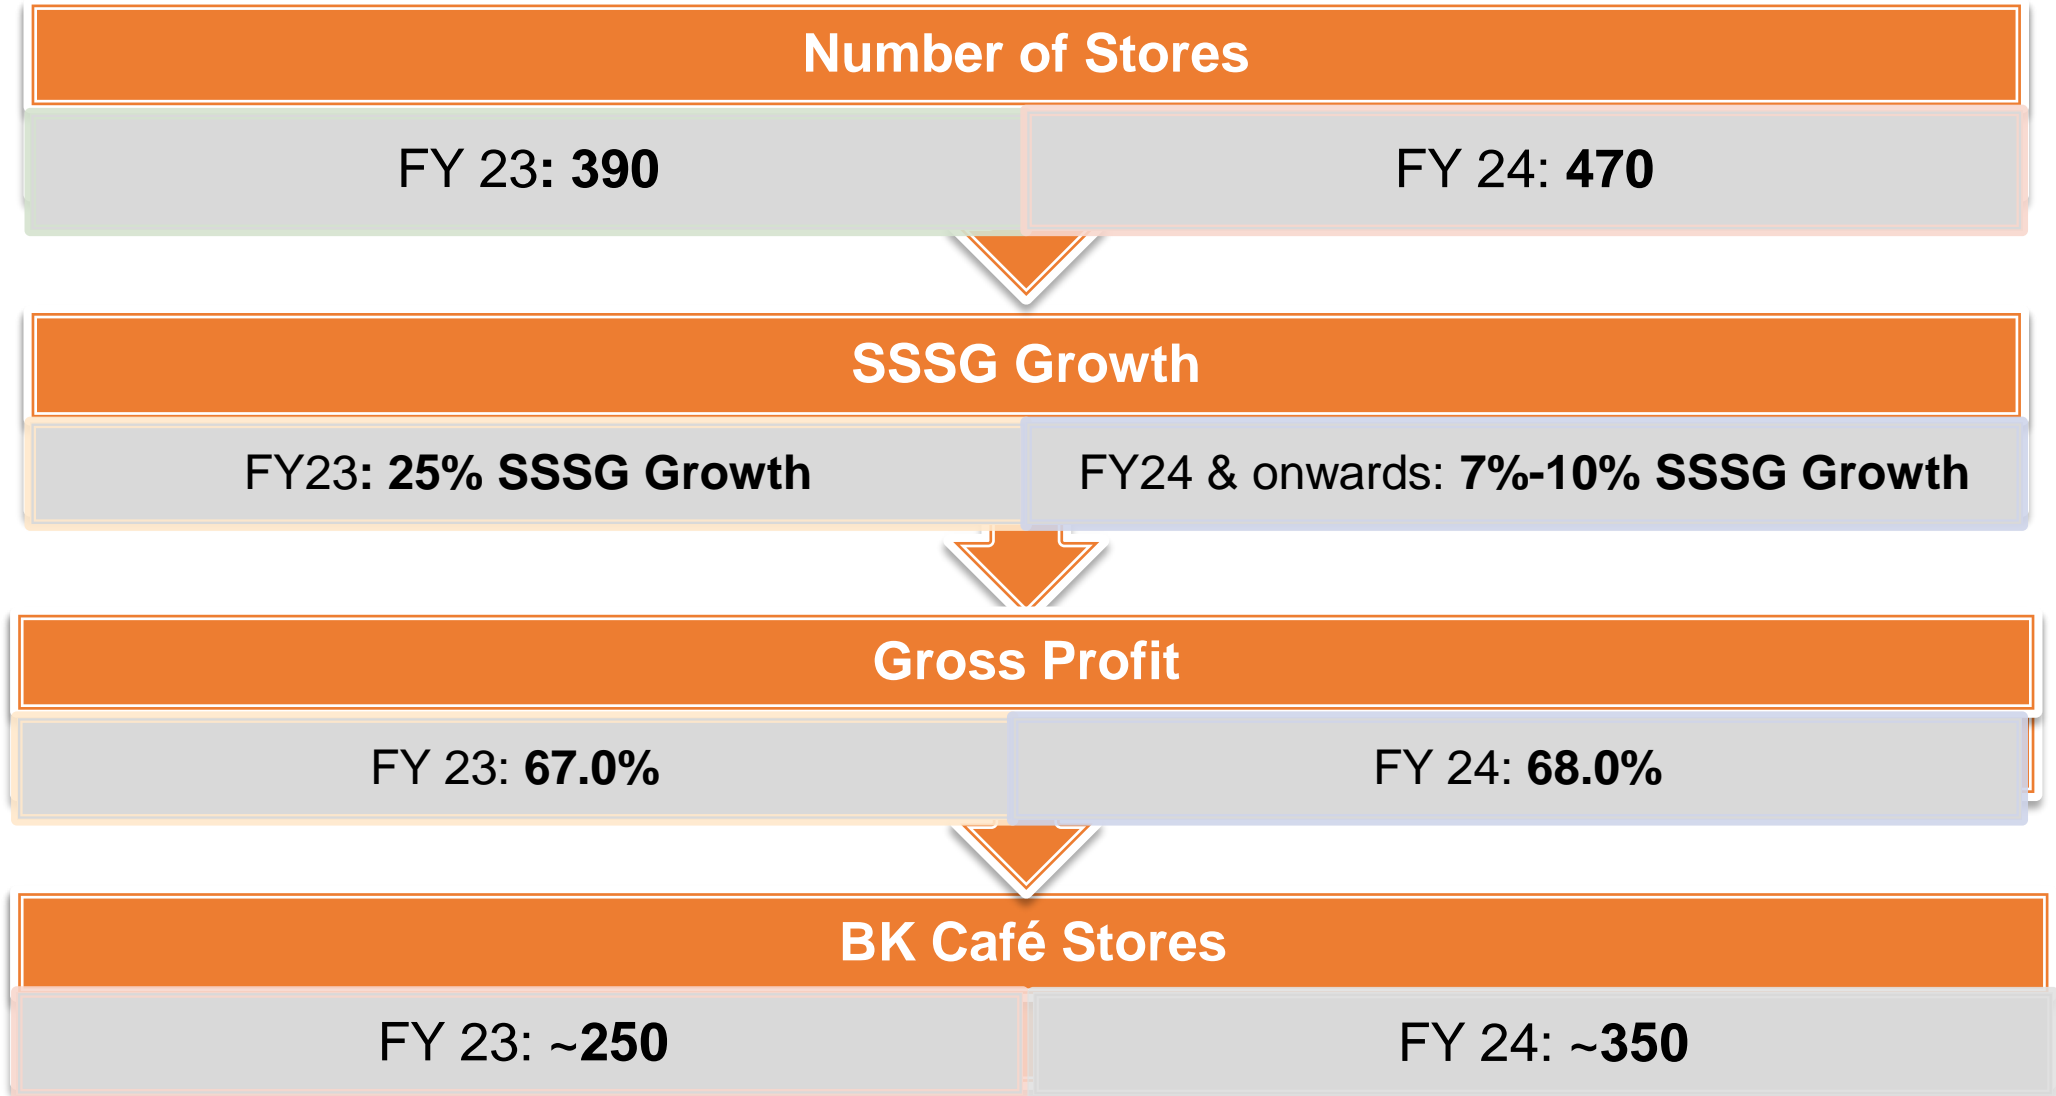 Number of Stores
FY 23: 390
FY 24: 470
SSSG Growth
FY23: 25% SSSG Growth
FY24 & onwards: 7%-10% SSSG Growth
Gross Profit
FY 23: 67.0%
FY 24: 68.0%
BK Café Stores
FY 23: ~250
FY 24: ~350